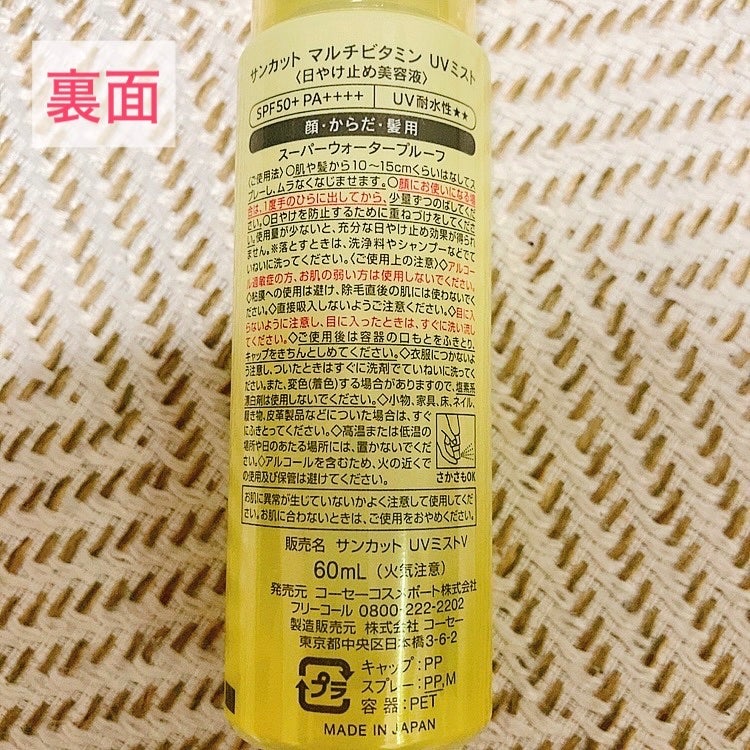 裏面
サンカット マルチビタミン UVミスト
〈日やけ止め美容液〉
SPF50+ PA++++ UV耐水性★★
顔・からだ・髪用
スーパーウォータープルーフ
〈ご使用法〉○肌や髪から10～15cmくらいはなしてス
プレーし、ムラなくなじませます。○顔にお使いになる場
合は、1度手のひらに出してから、少量ずつのばしてくだ
さい。○日やけを防止するために重ねづけをしてくださ
い。使用量が少ないと、充分な日やけ止め効果が得られ
ません。※落とすときは、洗浄料やシャンプーなどでて
いねいに洗ってください。〈ご使用上の注意〉◇アルコー
ル過敏症の方、お肌の弱い方は使用しないでください。
◇粘膜への使用は避け、除毛直後の肌には使わないでく
ださい。◇直接吸入しないようご注意ください。◇目に入
らないように注意し、目に入ったときは、すぐに洗い流し
てください。◇ご使用後は容器の口もとをふきとり、
キャップをきちんとしめてください。◇衣服につかないよ
う注意し、ついたときはすぐに洗剤でていねいに洗ってく
ださい。また、変色(着色)する場合がありますので、塩素系
漂白剤は使用しないでください。◇小物、家具、床、ネイル、
履き物、皮革製品などについた場合は、すぐ
にふきとってください。◇高温または低温の
場所や日のあたる場所には、置かないでくだ
さい。◇アルコールを含むため、火の近くで
の使用及び保管は避けてください。
さかさもOK
お肌に異常が生じていないかよく注意して使用してくだ
さい。お肌に合わないときは、ご使用をおやめください。
販売名 サンカット UVミストV
60mL (火気注意)
発売元 コーセーコスメポート株式会社
フリーコール 0800-222-2202
製造販売元 株式会社 コーセー
東京都中央区日本橋3-6-2
プラ
キャップ:PP
スプレー:PP,M
容器:PET
MADE IN JAPAN